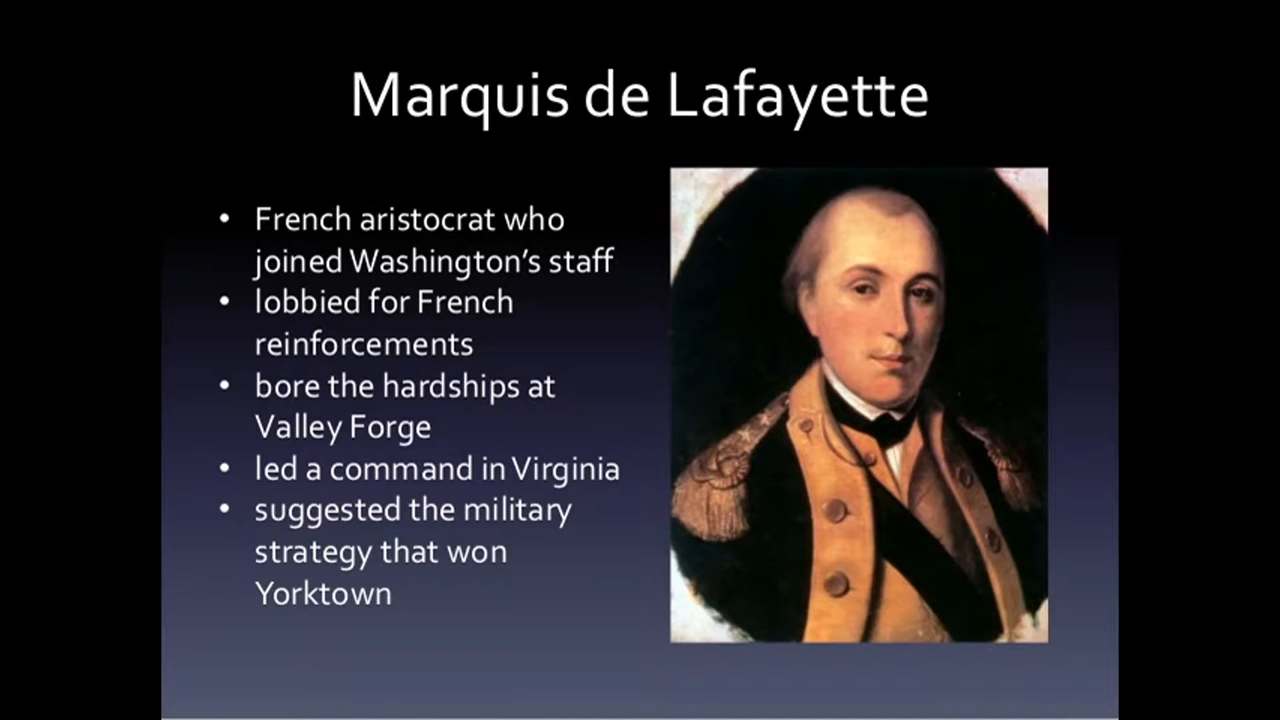 Marquis de Lafayette
• French aristocrat who
joined Washington’s staff
• lobbied for French
reinforcements
• bore the hardships at
Valley Forge
• led a command in Virginia
• suggested the military
strategy that won
Yorktown